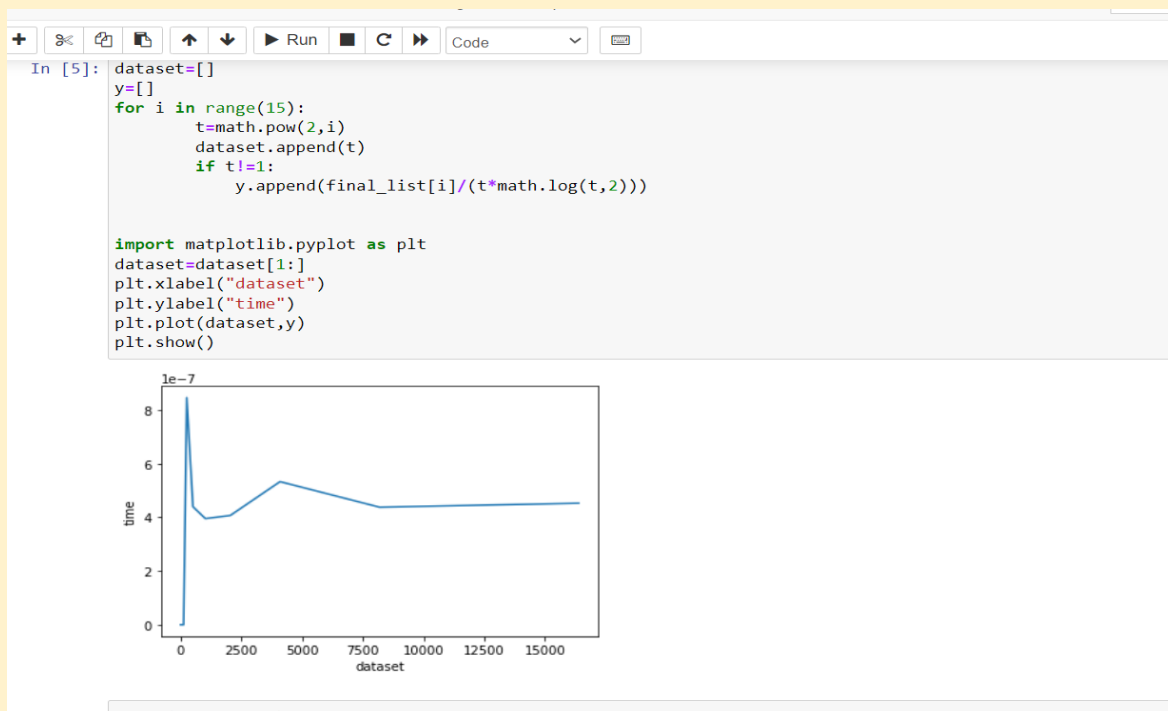 Run
Code
In [5]: dataset=[]
y=[]
for i in range(15):
        t=math.pow(2,i)
        dataset.append(t)
        if t!=1:
            y.append(final_list[i]/(t*math.log(t,2)))
import matplotlib.pyplot as plt
dataset=dataset[1:]
plt.xlabel("dataset")
plt.ylabel("time")
plt.plot(dataset,y)
plt.show()
1e−7
8
6
4
2
0
time
0 2500 5000 7500 10000 12500 15000
dataset